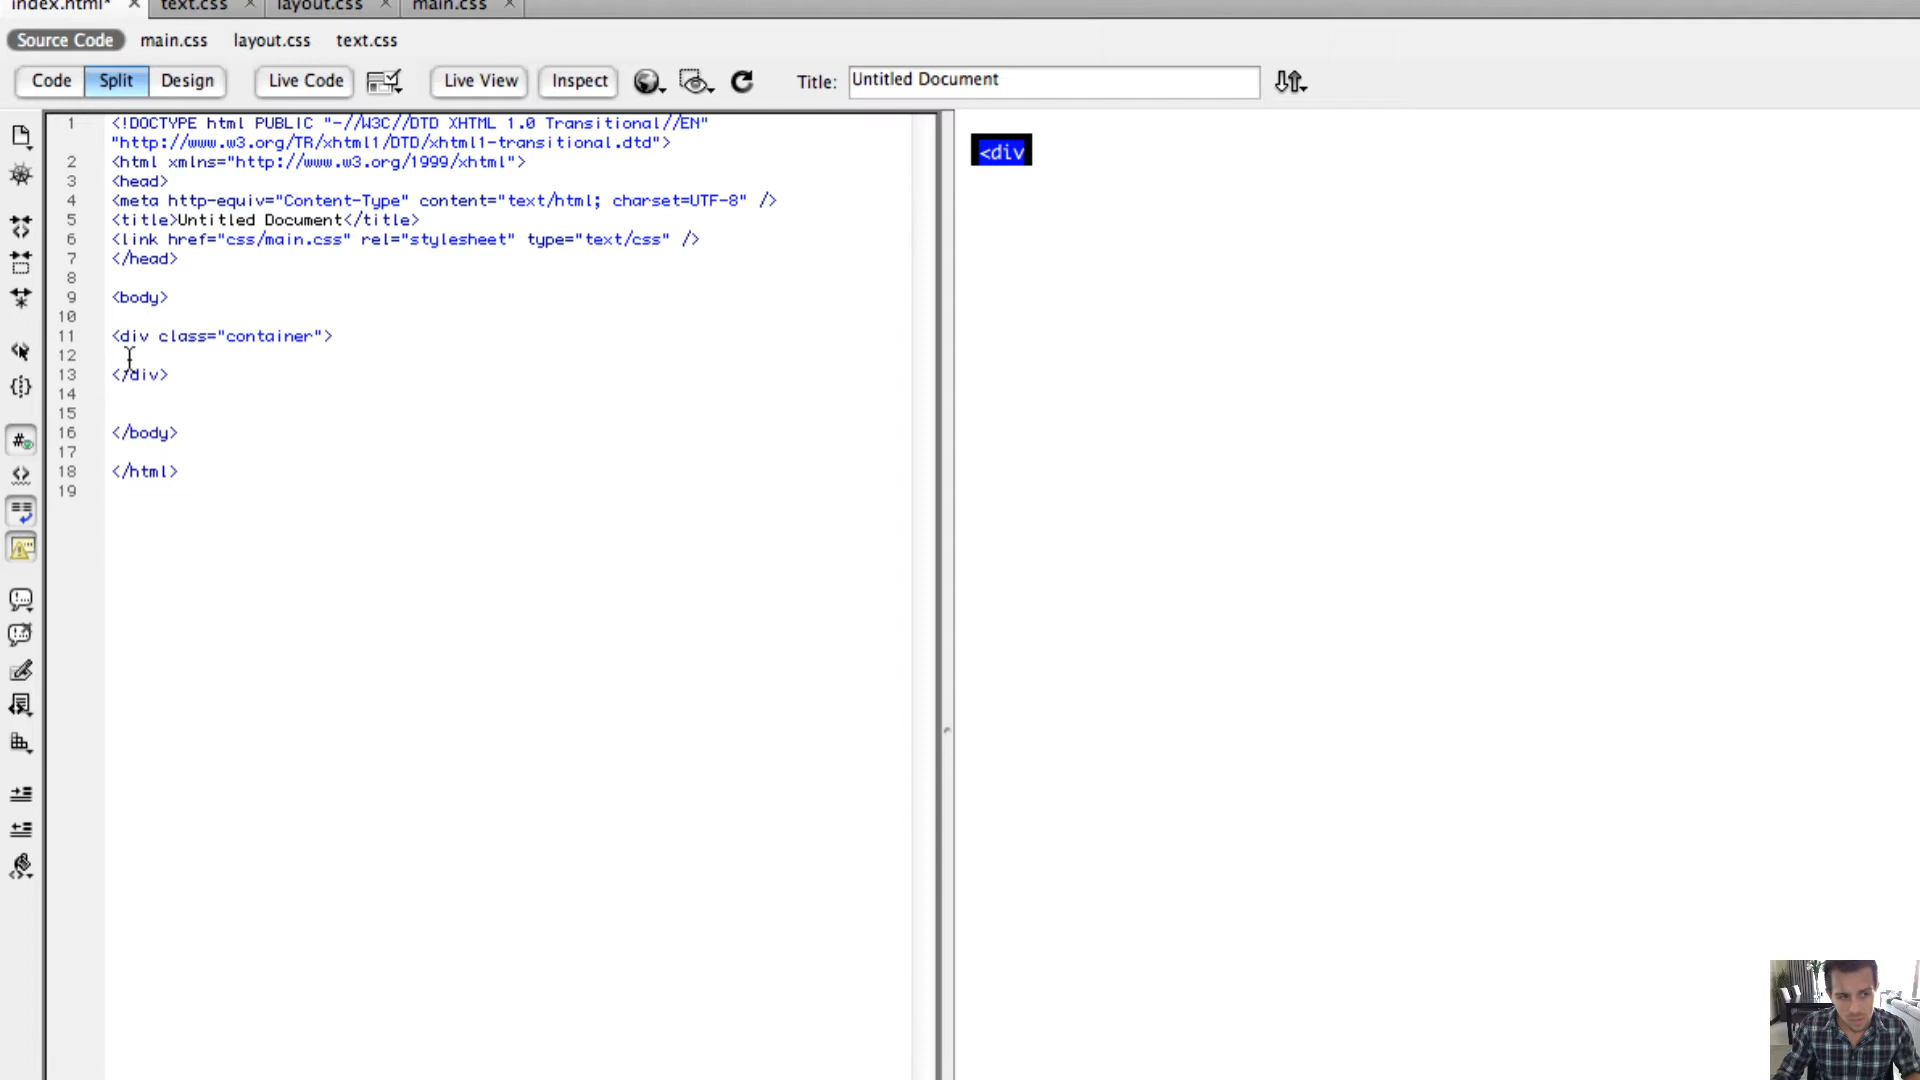 index.html* × text.css × layout.css × main.css ×
Source Code main.css layout.css text.css
Code Split Design Live Code Live View Inspect Title: Untitled Document
1 <!DOCTYPE html PUBLIC "-//W3C//DTD XHTML 1.0 Transitional//EN"
"http://www.w3.org/TR/xhtml1/DTD/xhtml1-transitional.dtd">
2 <html xmlns="http://www.w3.org/1999/xhtml">
3 <head>
4 <meta http-equiv="Content-Type" content="text/html; charset=UTF-8" />
5 <title>Untitled Document</title>
6 <link href="css/main.css" rel="stylesheet" type="text/css" />
7 </head>
8
9 <body>
10
11 <div class="container">
12
13 </div>
14
15
16 </body>
17
18 </html>
19
<div